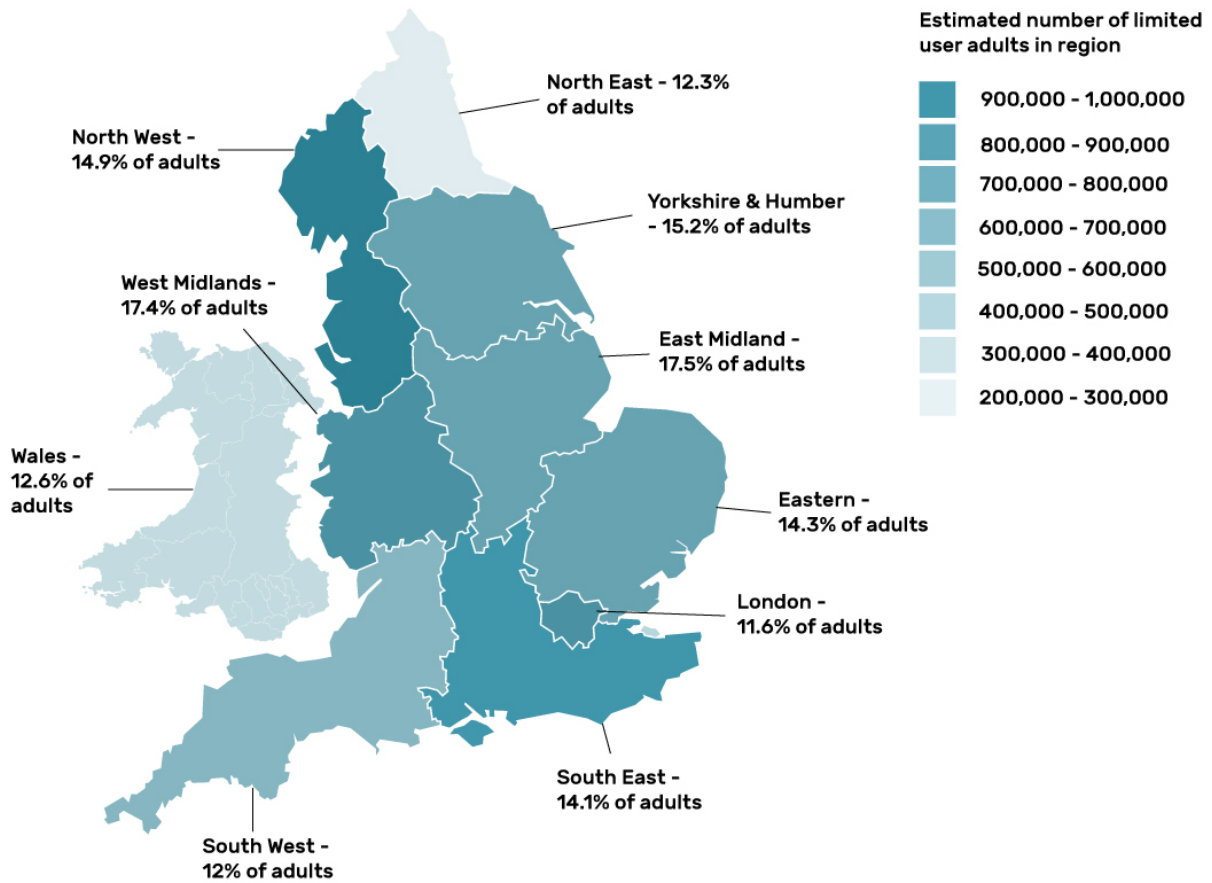 Estimated number of limited
user adults in region
900,000 - 1,000,000
800,000 - 900,000
700,000 - 800,000
600,000 - 700,000
500,000 - 600,000
400,000 - 500,000
300,000 - 400,000
200,000 - 300,000
North East - 12.3%
of adults
North West -
14.9% of adults
Yorkshire & Humber
- 15.2% of adults
West Midlands -
17.4% of adults
East Midland -
17.5% of adults
Wales -
12.6% of
adults
Eastern -
14.3% of adults
London -
11.6% of adults
South East -
14.1% of adults
South West -
12% of adults